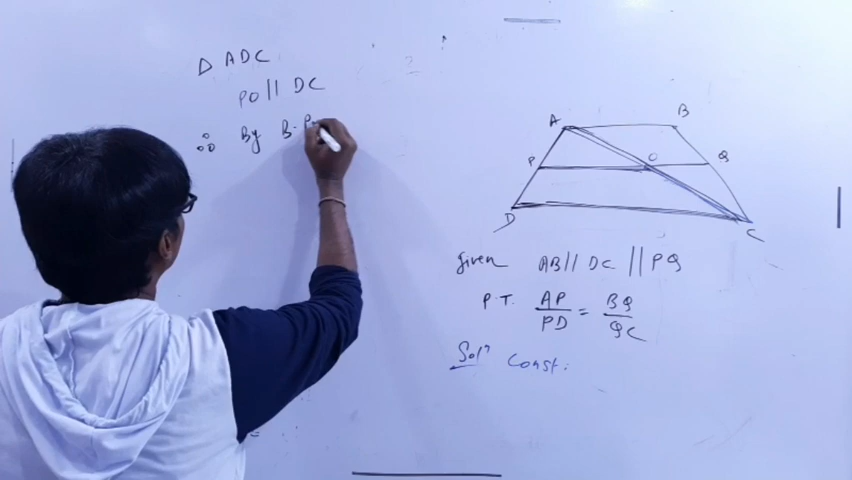 △ ADC
PO || DC
∴ By B.P
A
B
P
O
Q
D
C
Given AB || DC || PQ
P.T. AP/PD = BQ/QC
Solⁿ Const: